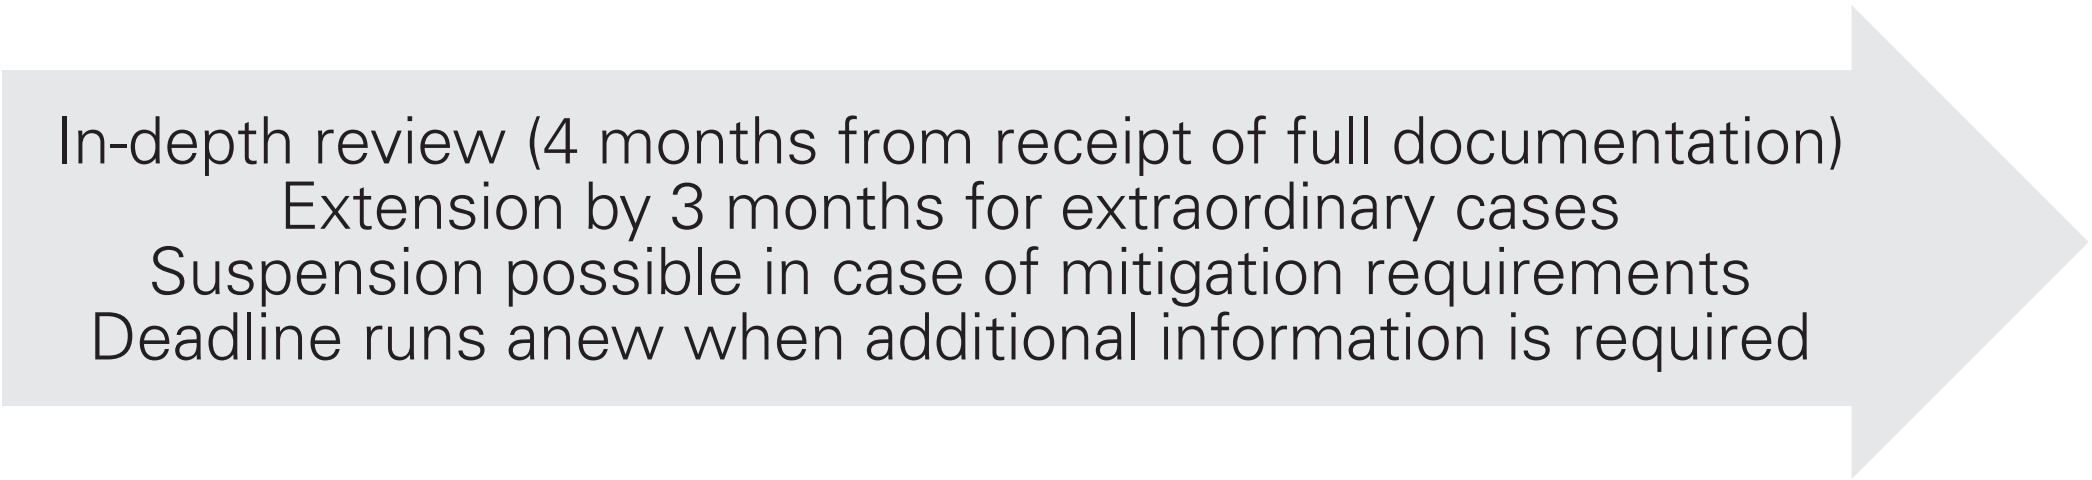 In-depth review (4 months from receipt of full documentation)
Extension by 3 months for extraordinary cases
Suspension possible in case of mitigation requirements
Deadline runs anew when additional information is required